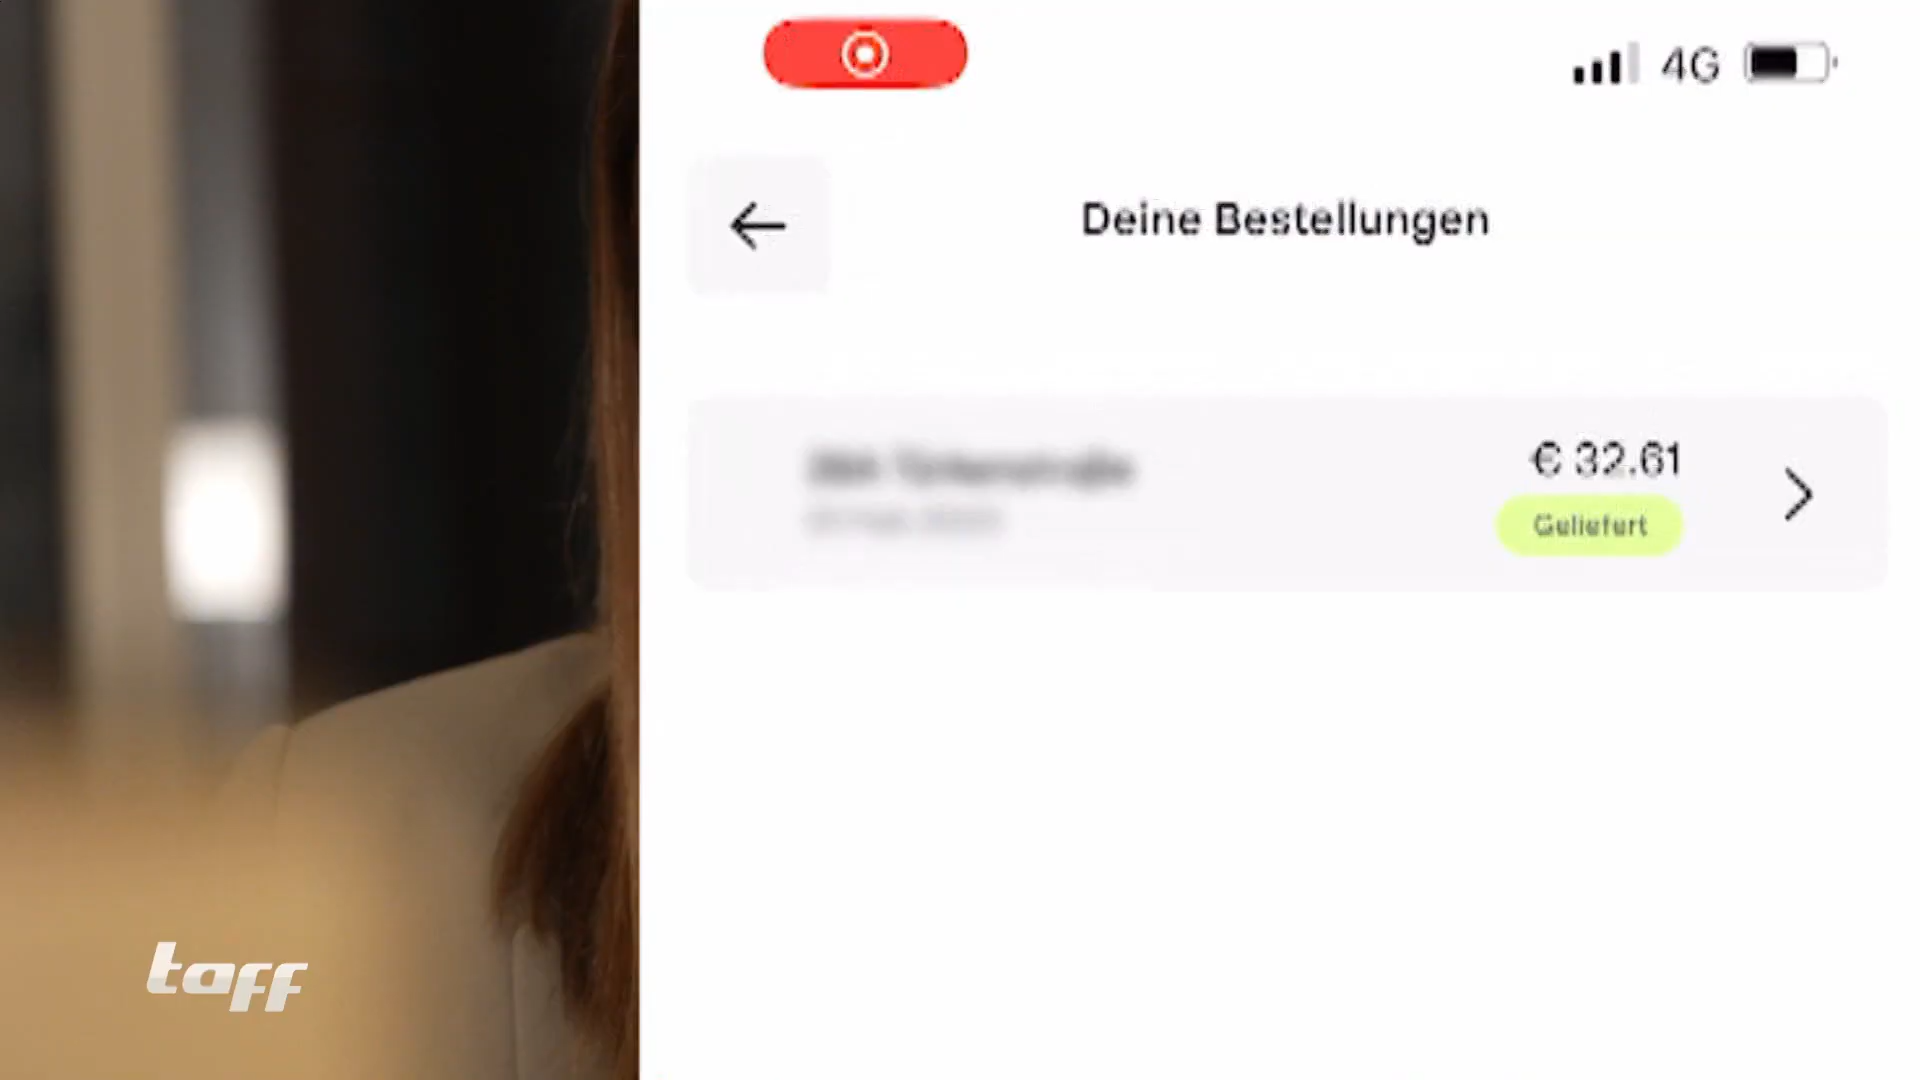 4G
Deine Bestellungen
€ 32.61
Geliefert
taff